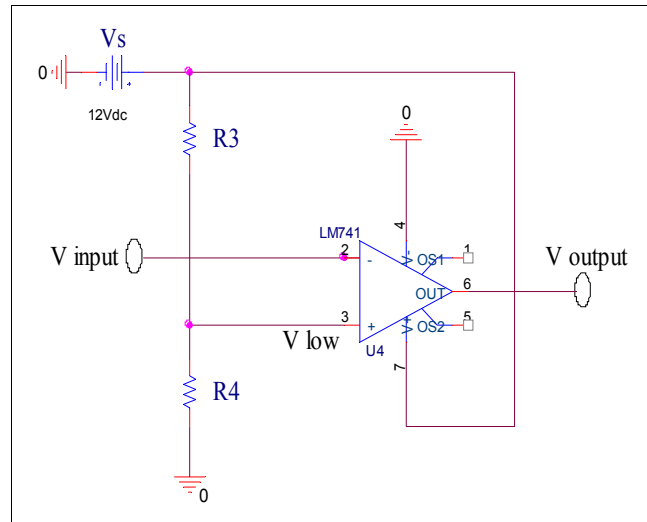 Vs
0
12Vdc
R3
0
4
LM741
V input
2
-
V-
OS1
1
V output
OUT
6
3
+
V+
OS2
5
V low
U4
7
R4
0